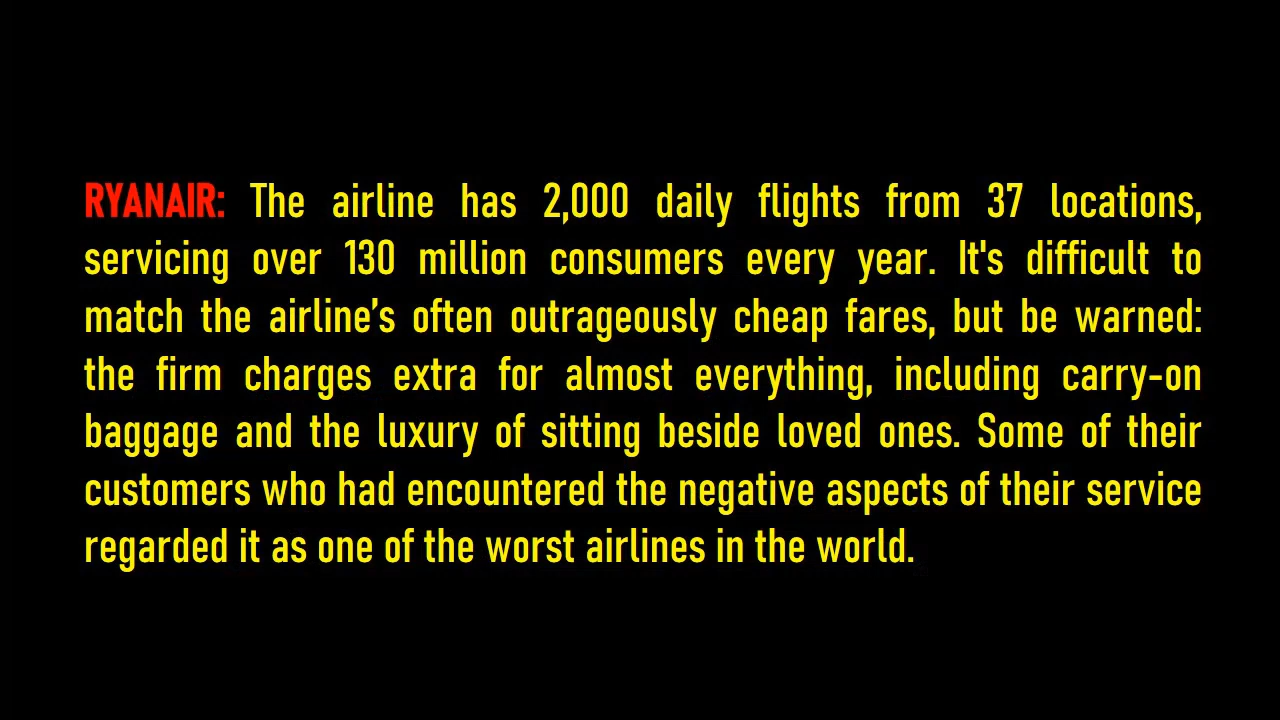 RYANAIR: The airline has 2,000 daily flights from 37 locations,
servicing over 130 million consumers every year. It's difficult to
match the airline’s often outrageously cheap fares, but be warned:
the firm charges extra for almost everything, including carry-on
baggage and the luxury of sitting beside loved ones. Some of their
customers who had encountered the negative aspects of their service
regarded it as one of the worst airlines in the world.